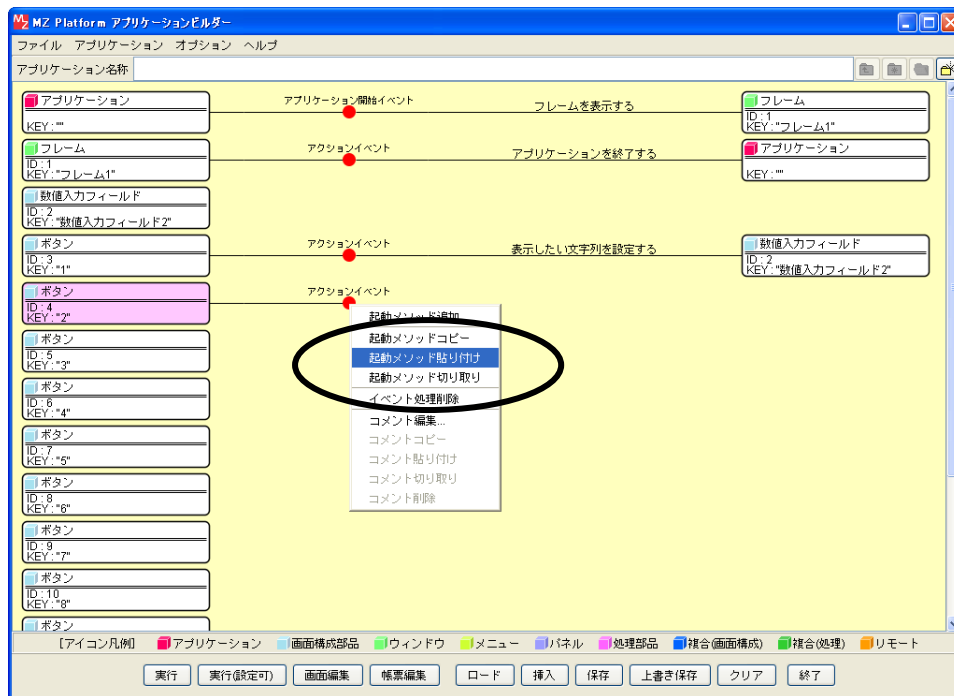 MZ Platform アプリケーションビルダー
ファイル アプリケーション オプション ヘルプ
アプリケーション名称
アプリケーション
KEY:""
アプリケーション開始イベント
フレームを表示する
フレーム
ID:1
KEY:"フレーム1"
フレーム
ID:1
KEY:"フレーム1"
アクションイベント
アプリケーションを終了する
アプリケーション
KEY:""
数値入力フィールド
ID:2
KEY:"数値入力フィールド2"
ボタン
ID:3
KEY:"1"
アクションイベント
表示したい文字列を設定する
数値入力フィールド
ID:2
KEY:"数値入力フィールド2"
ボタン
ID:4
KEY:"2"
アクションイベント
起動メソッド追加
起動メソッドコピー
起動メソッド貼り付け
起動メソッド切り取り
イベント処理削除
コメント編集...
コメントコピー
コメント貼り付け
コメント切り取り
コメント削除
ボタン
ID:5
KEY:"3"
ボタン
ID:6
KEY:"4"
ボタン
ID:7
KEY:"5"
ボタン
ID:8
KEY:"6"
ボタン
ID:9
KEY:"7"
ボタン
ID:10
KEY:"8"
ボタン
[アイコン凡例] アプリケーション 画面構成部品 ウィンドウ メニュー パネル 処理部品 複合(画面構成) 複合(処理) リモート
実行 実行(設定可) 画面編集 帳票編集 ロード 挿入 保存 上書き保存 クリア 終了